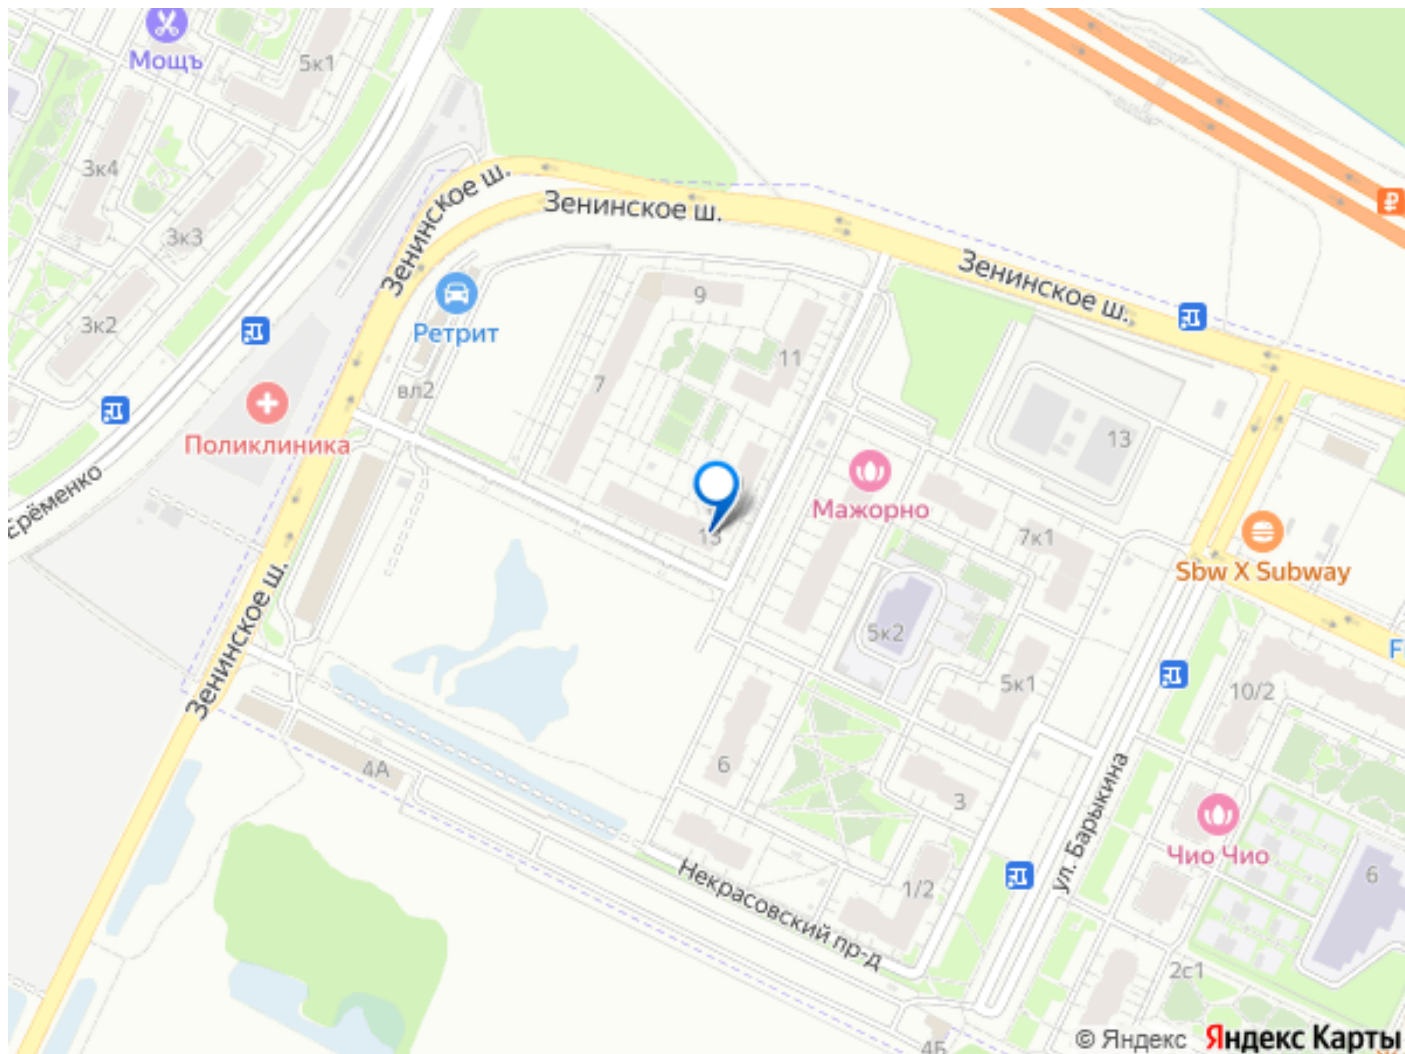 Мощъ
5к1
3к4
Зенинское ш.
Зенинское ш.
3к3
Зенинское ш.
9
3к2
Ретрит
11
7
вл2
Поликлиника
13
Мажорно
Ерёменко
13
7к1
Sbw X Subway
Зенинское ш.
5к2
5к1
10/2
6
4А
3
ул. Барыкина
Некрасовский пр-д
1/2
Чио Чио
6
2с1
4Б
© Яндекс Яндекс Карты